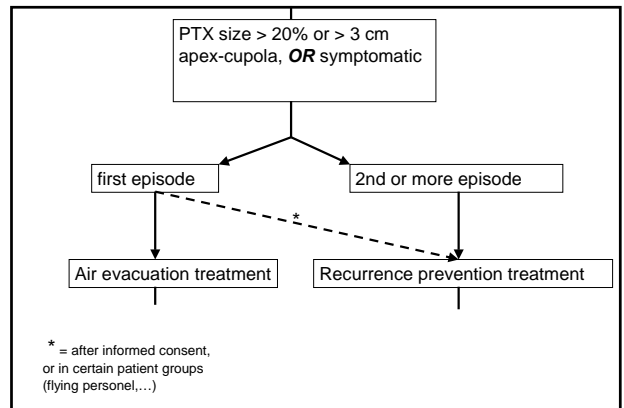 PTX size > 20% or > 3 cm
apex-cupola, OR symptomatic
first episode
2nd or more episode
*
Air evacuation treatment
Recurrence prevention treatment
* = after informed consent,
or in certain patient groups
(flying personel,...)